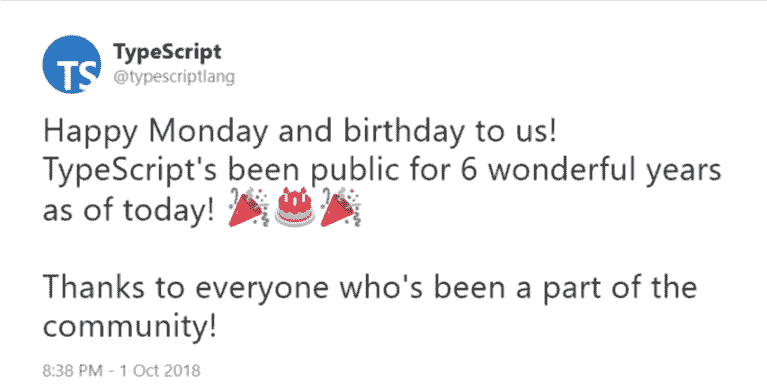 TS
TypeScript
@typescriptlang
Happy Monday and birthday to us!
TypeScript's been public for 6 wonderful years
as of today! 🎉🎂🎉
Thanks to everyone who's been a part of the
community!
8:38 PM - 1 Oct 2018